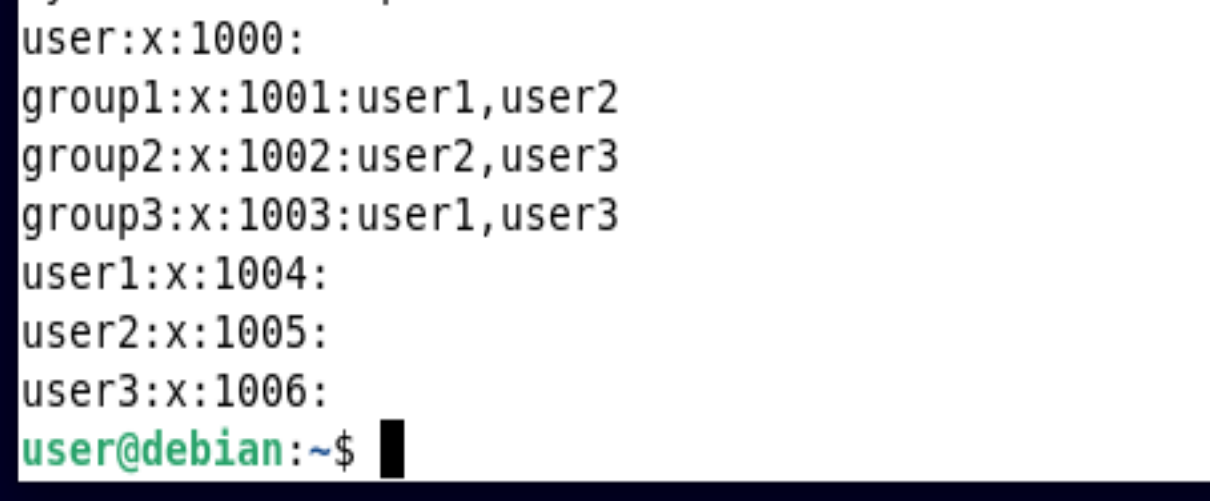 user:x:1000:
group1:x:1001:user1,user2
group2:x:1002:user2,user3
group3:x:1003:user1,user3
user1:x:1004:
user2:x:1005:
user3:x:1006:
user@debian:~$